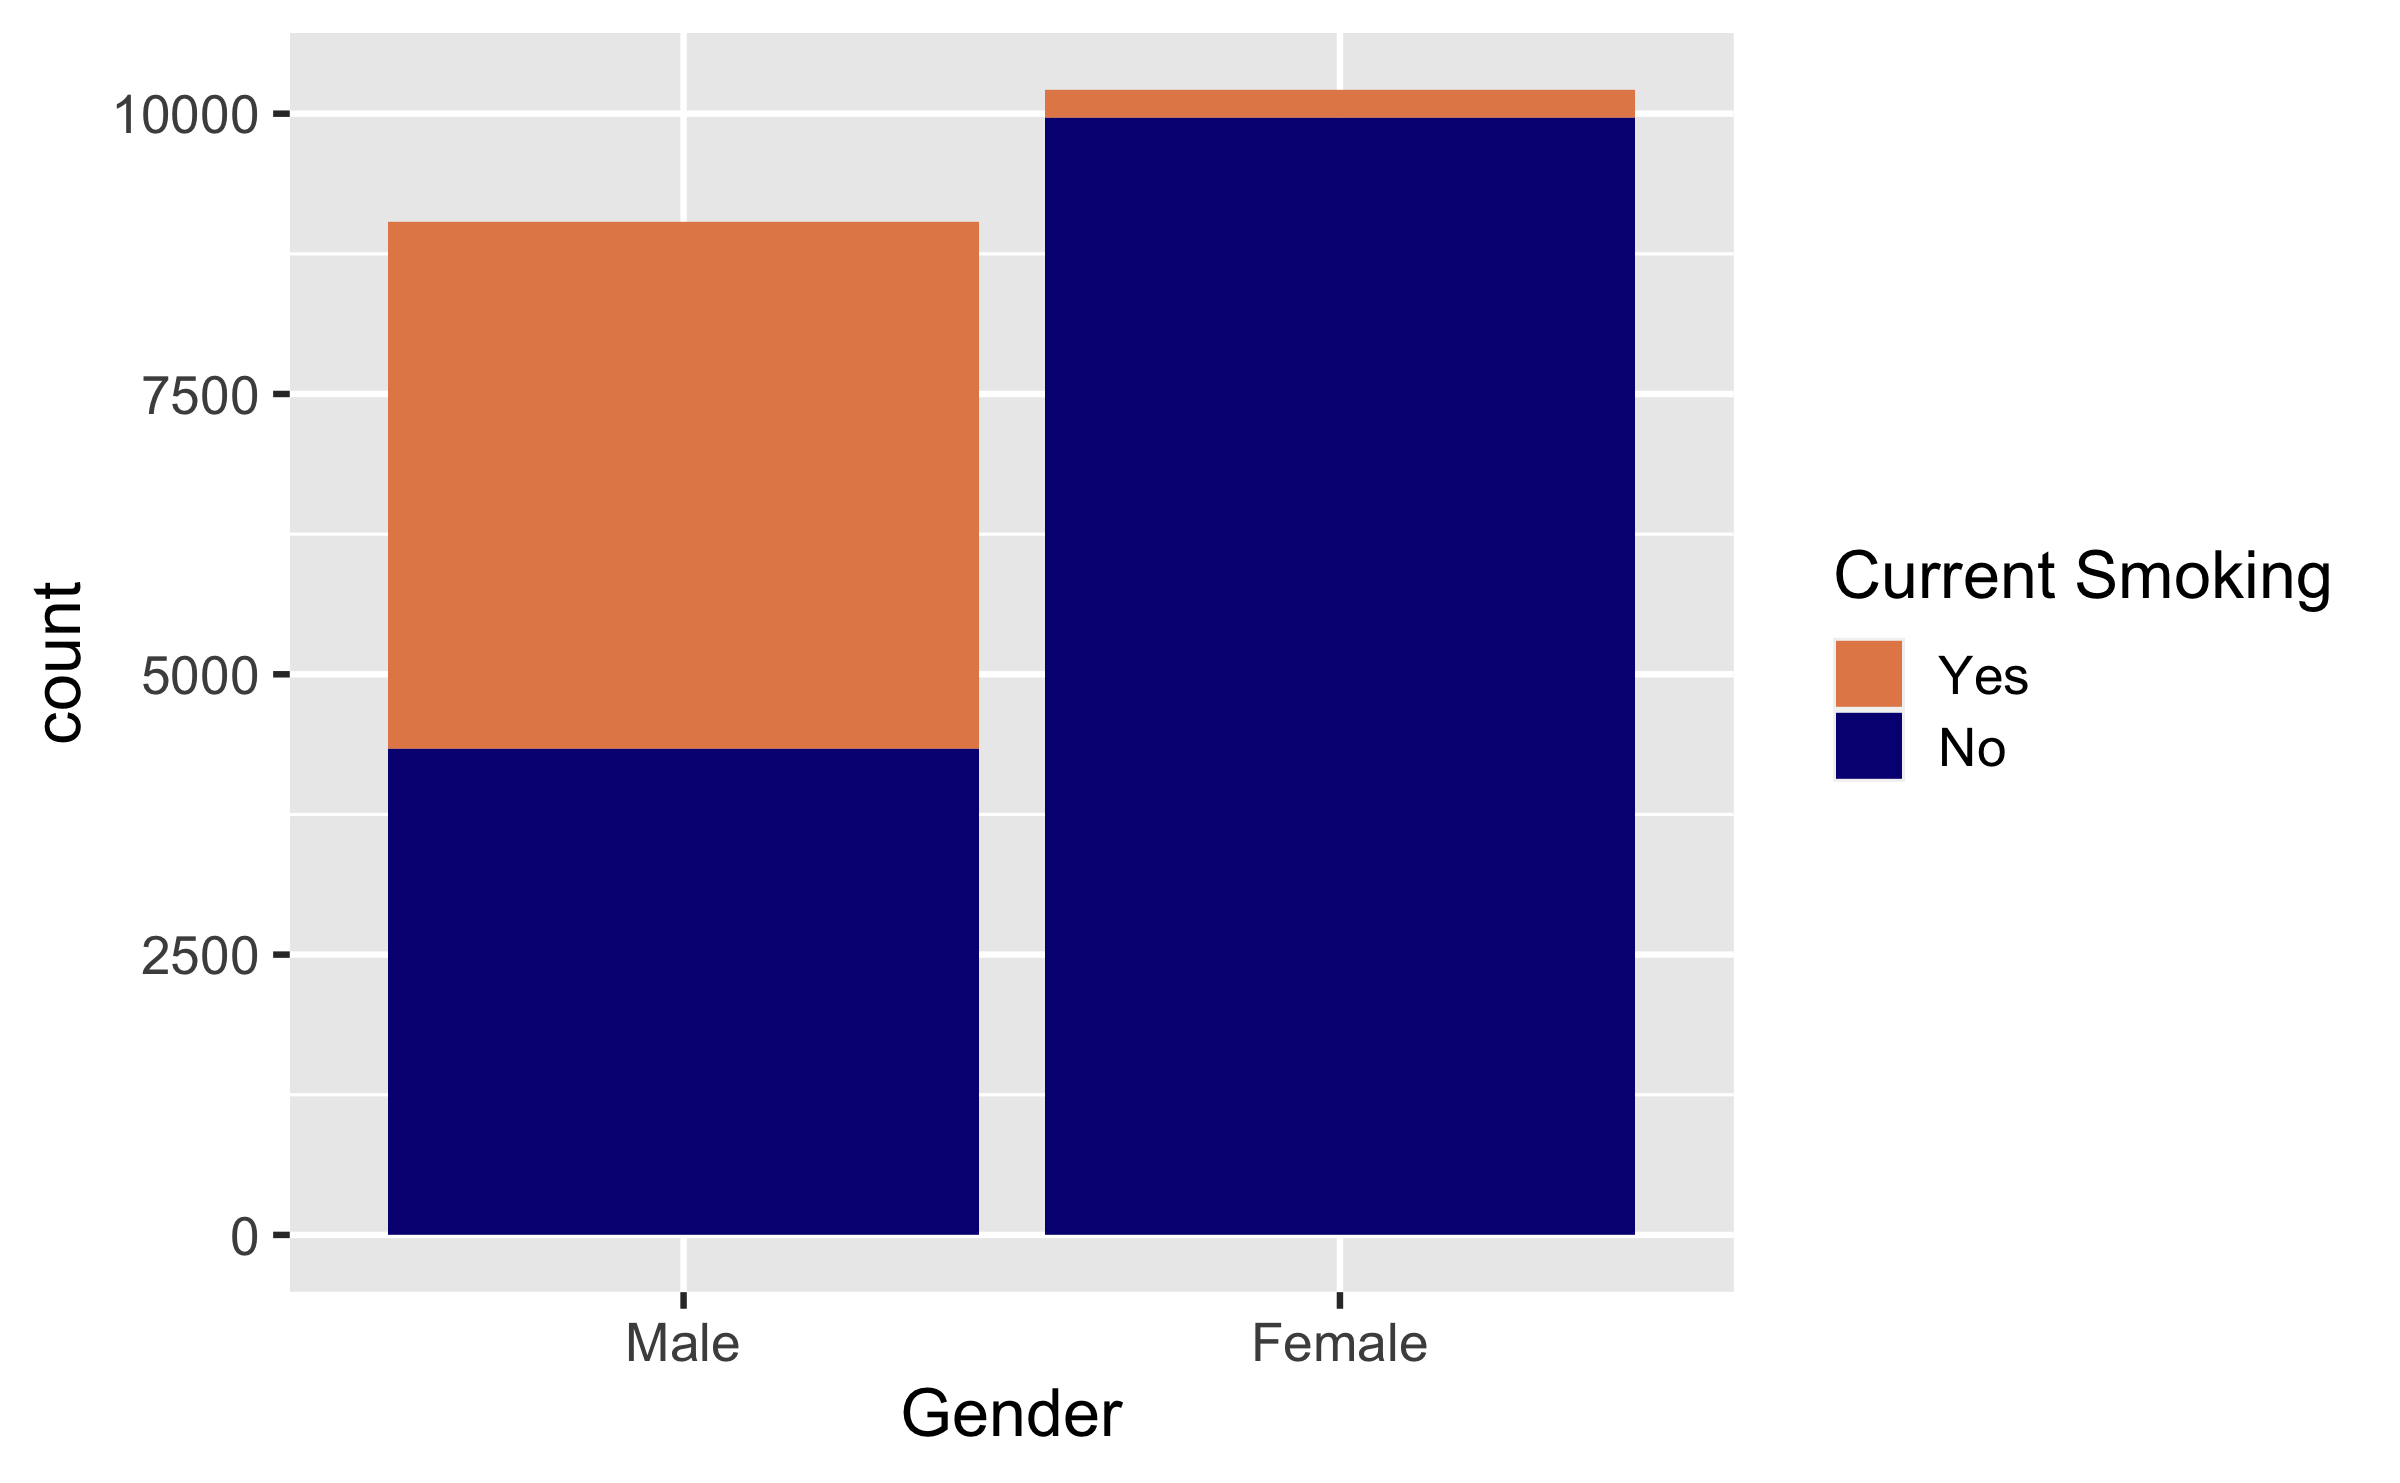 10000
7500
5000
2500
0
count
Male
Female
Gender
Current Smoking
Yes
No